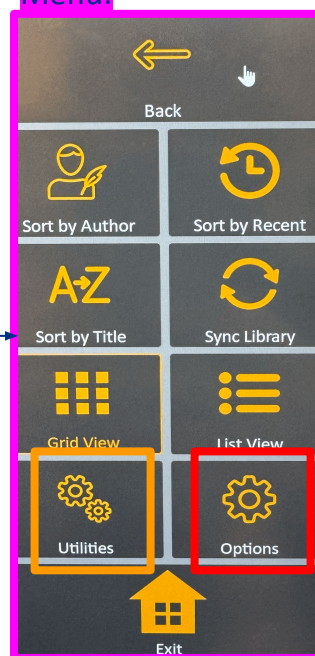 Menu:
Back
Sort by Author
Sort by Recent
A→Z
Sort by Title
Sync Library
Grid View
List View
Utilities
Options
Exit